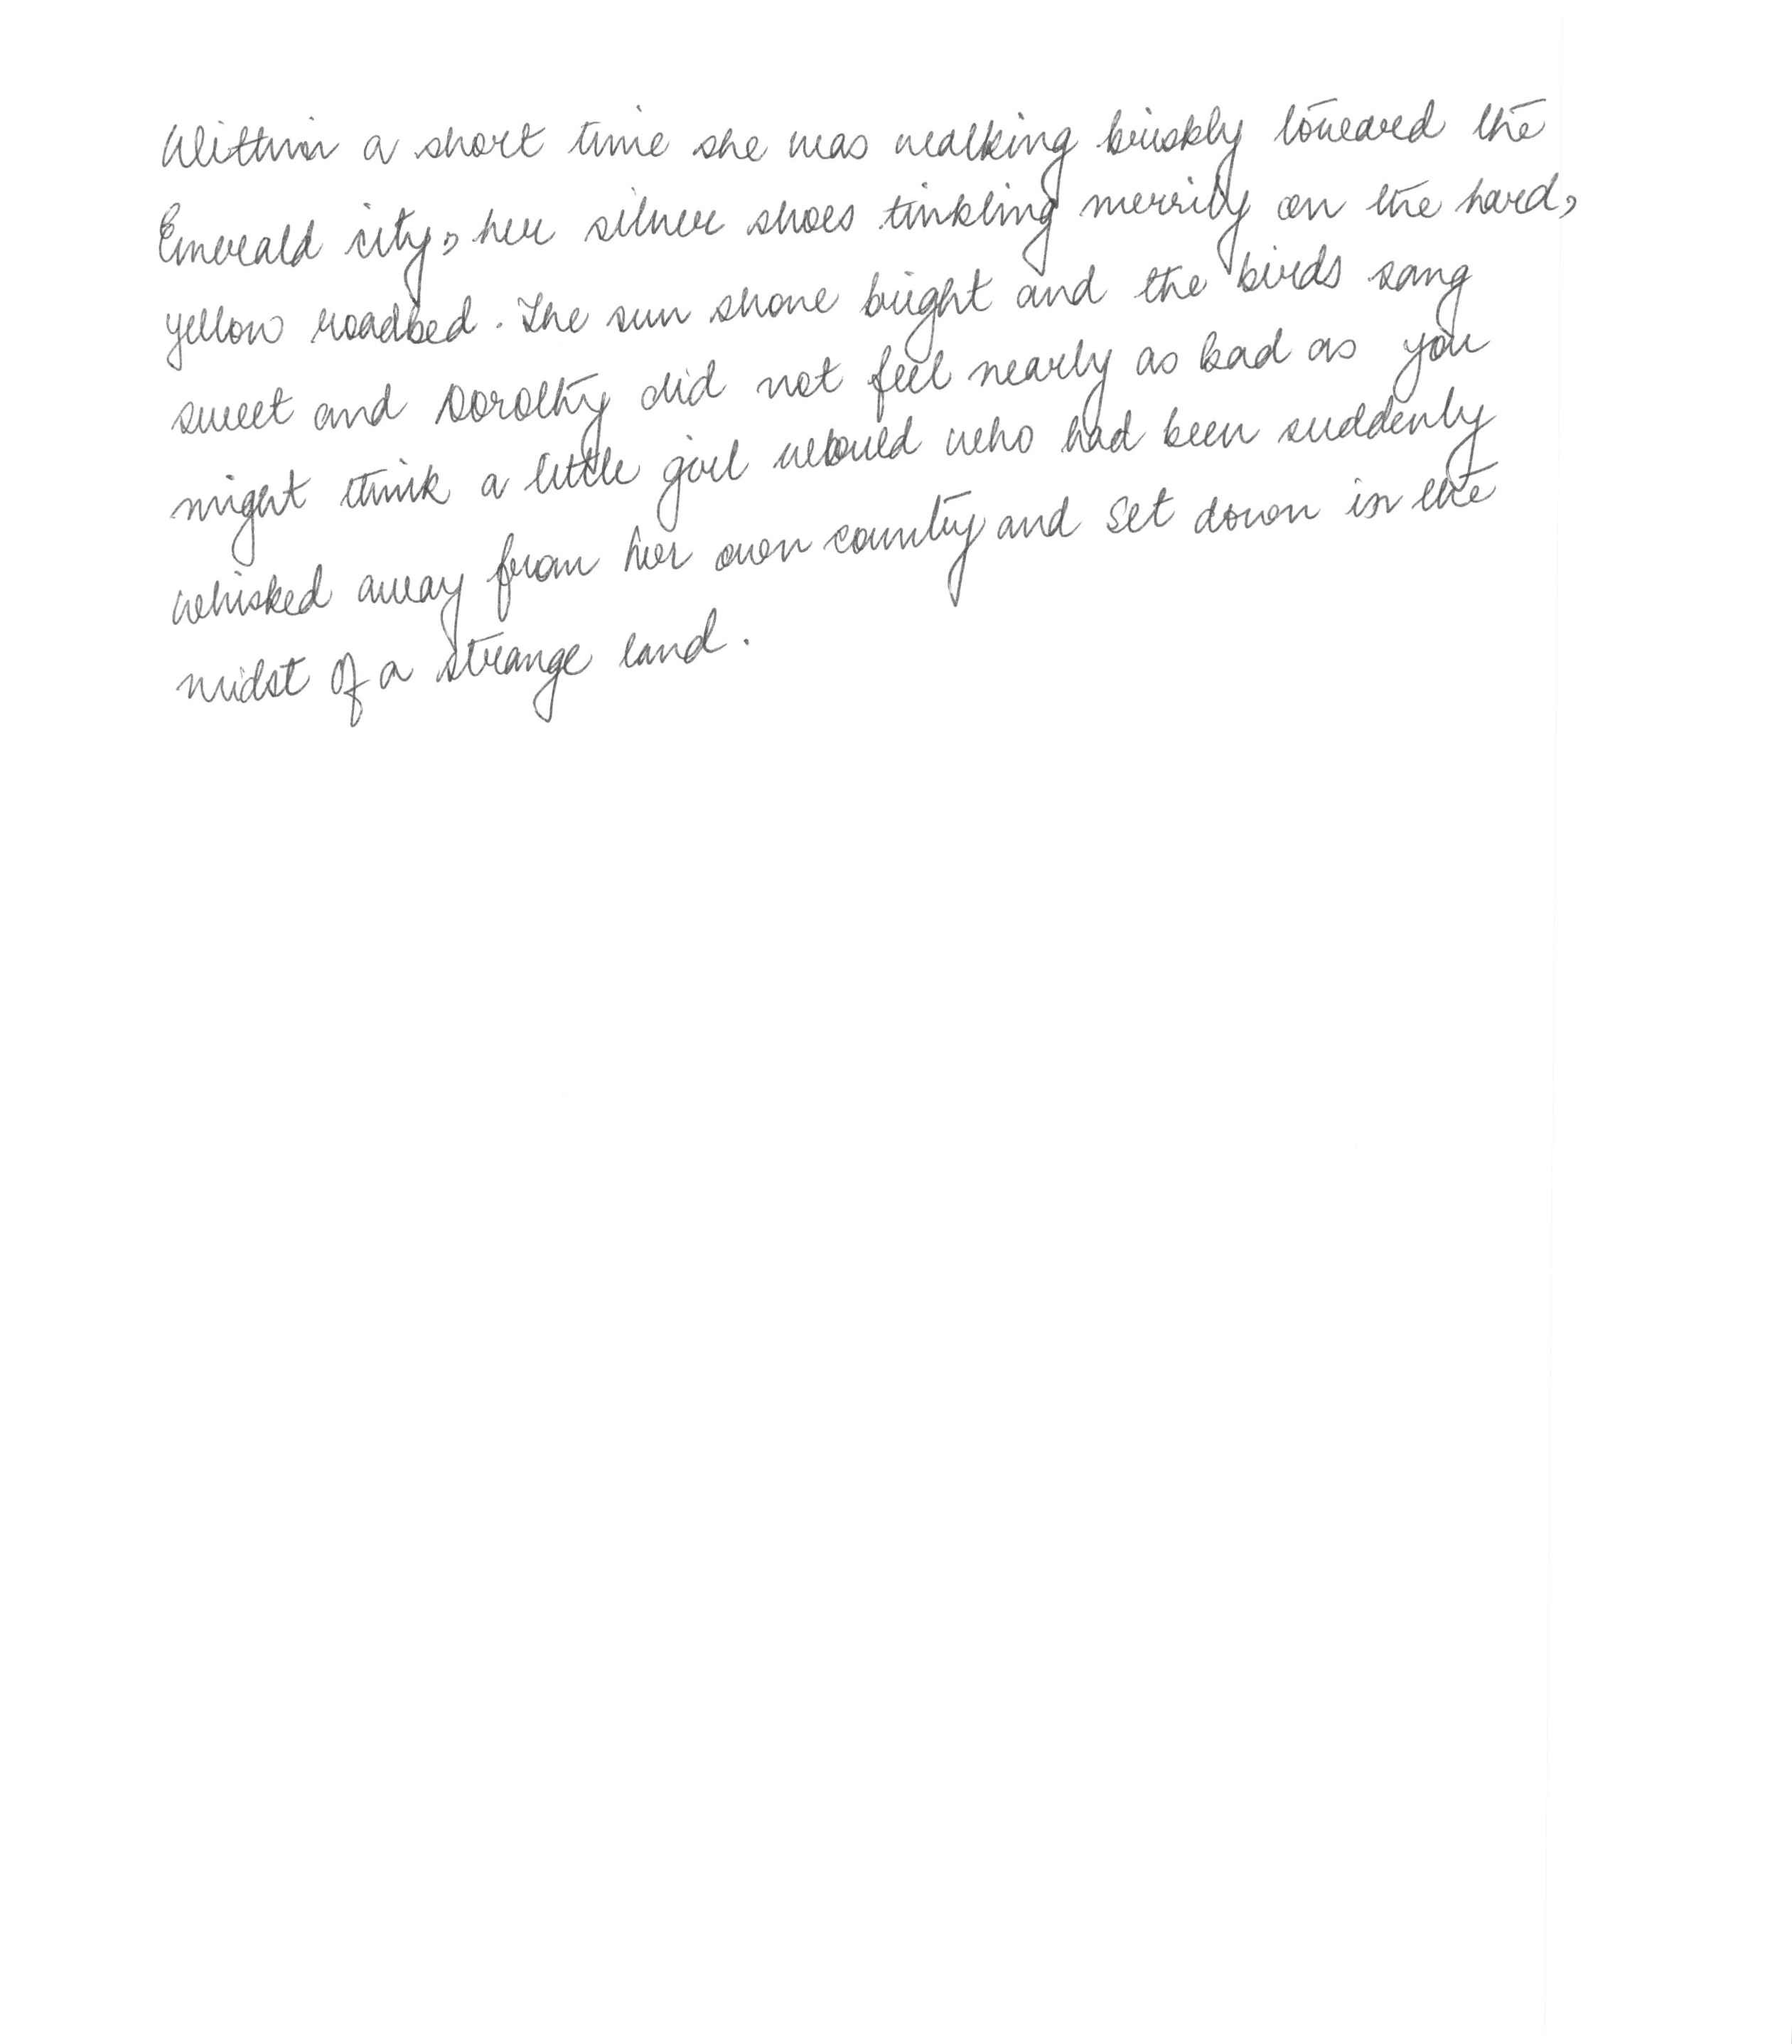 Within a short time she was walking briskly toward the
Emerald city, her silver shoes tinkling merrily on the hard,
yellow roadbed. The sun shone bright and the birds sang
sweet and Dorothy did not feel nearly as bad as you
might think a little girl would who had been suddenly
whisked away from her own country and set down in the
midst of a strange land.